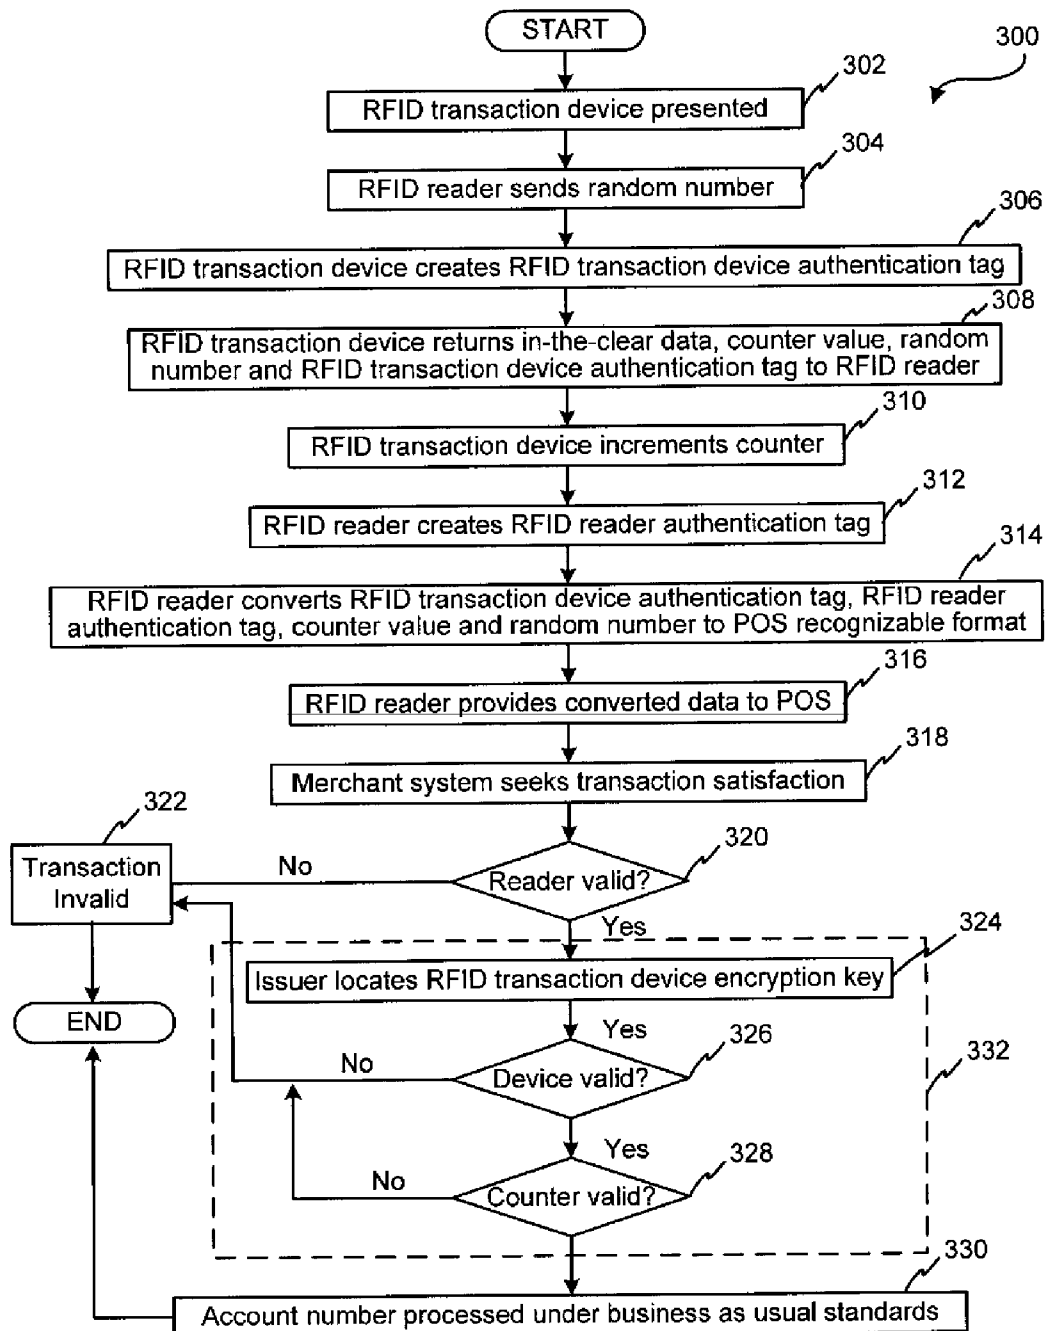 START
300
302
RFID transaction device presented
304
RFID reader sends random number
306
RFID transaction device creates RFID transaction device authentication tag
308
RFID transaction device returns in-the-clear data, counter value, random
number and RFID transaction device authentication tag to RFID reader
310
RFID transaction device increments counter
312
RFID reader creates RFID reader authentication tag
314
RFID reader converts RFID transaction device authentication tag, RFID reader
authentication tag, counter value and random number to POS recognizable format
316
RFID reader provides converted data to POS
318
Merchant system seeks transaction satisfaction
322
320
Transaction
Invalid
No
Reader valid?
Yes
324
Issuer locates RFID transaction device encryption key
END
Yes
326
332
No
Device valid?
Yes
328
No
Counter valid?
330
Account number processed under business as usual standards